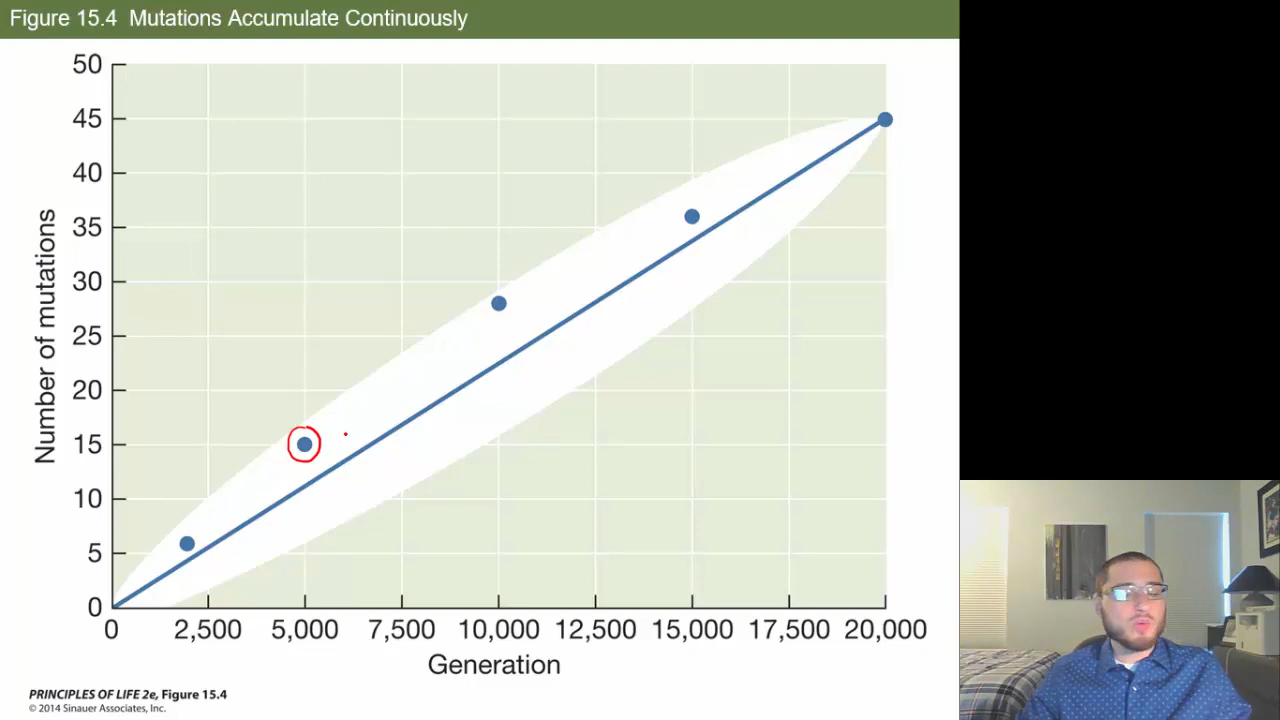 Figure 15.4 Mutations Accumulate Continuously
50
45
40
35
30
25
20
15
10
5
0
Number of mutations
0 2,500 5,000 7,500 10,000 12,500 15,000 17,500 20,000
Generation
PRINCIPLES OF LIFE 2e, Figure 15.4
© 2014 Sinauer Associates, Inc.